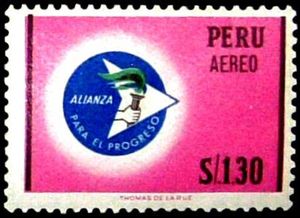 PERU
AEREO
ALIANZA
PARA EL PROGRESO
S/.1.30
THOMAS DE LA RUE